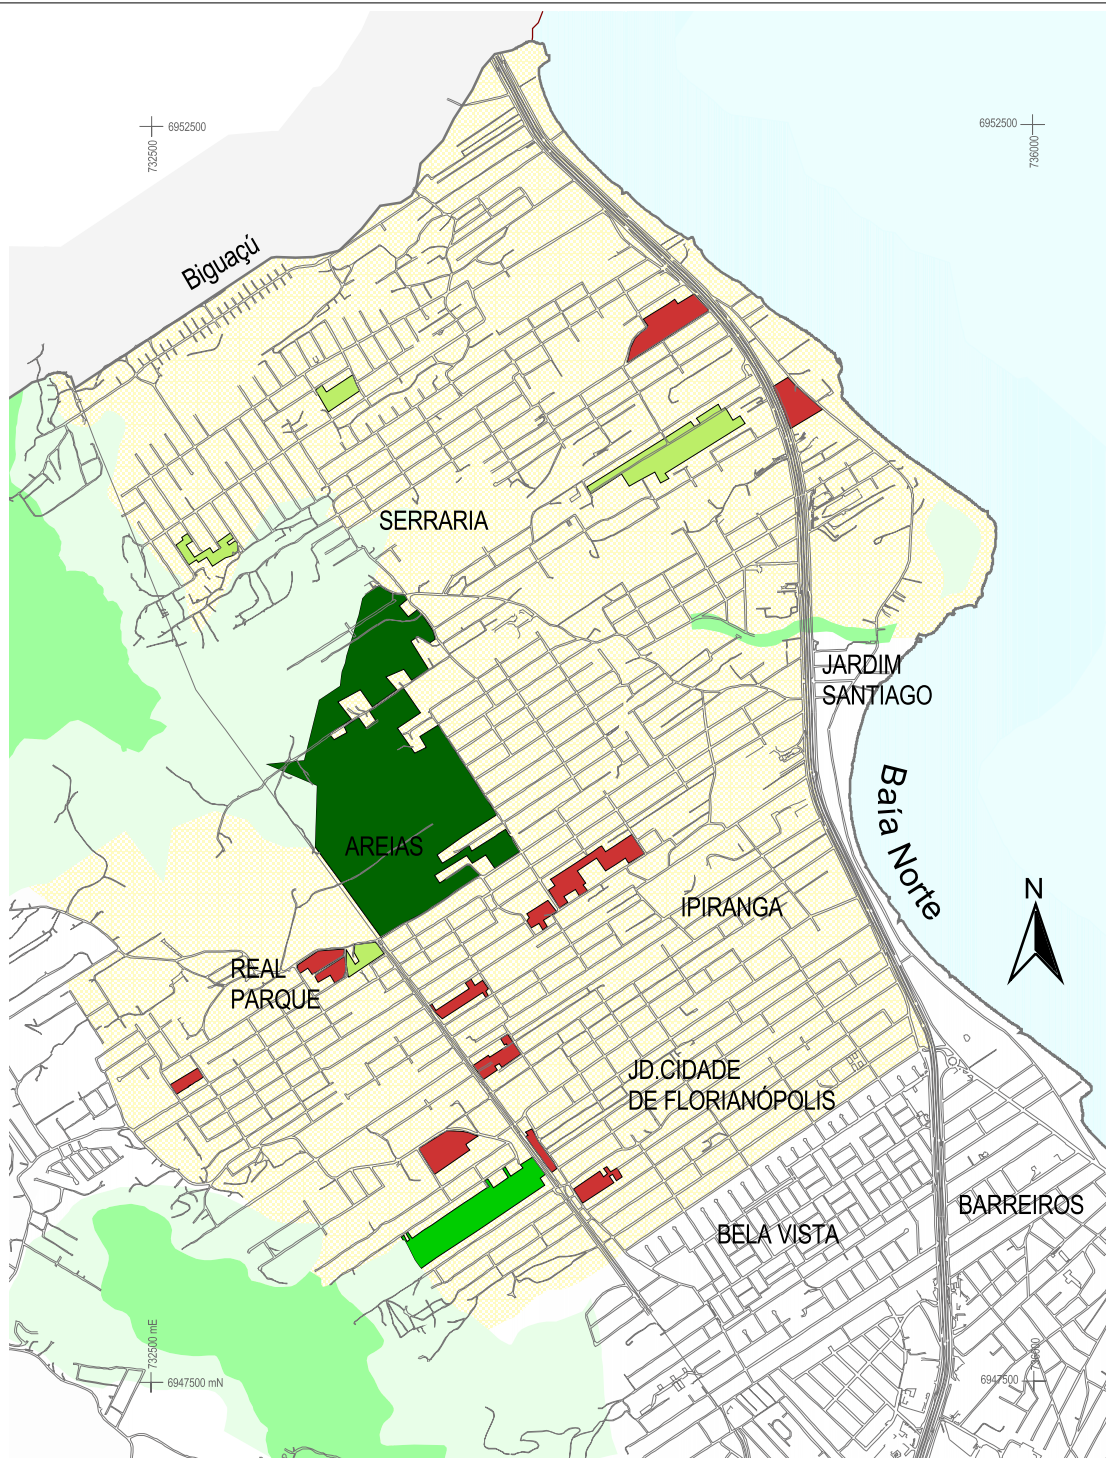 6952500
732500
6952500
736000
Biguaçú
SERRARIA
JARDIM
SANTIAGO
Baía Norte
AREIAS
N
IPIRANGA
REAL
PARQUE
JD.CIDADE
DE FLORIANÓPOLIS
BARREIROS
BELA VISTA
732500 mE
6947500 mN
736000
6947500